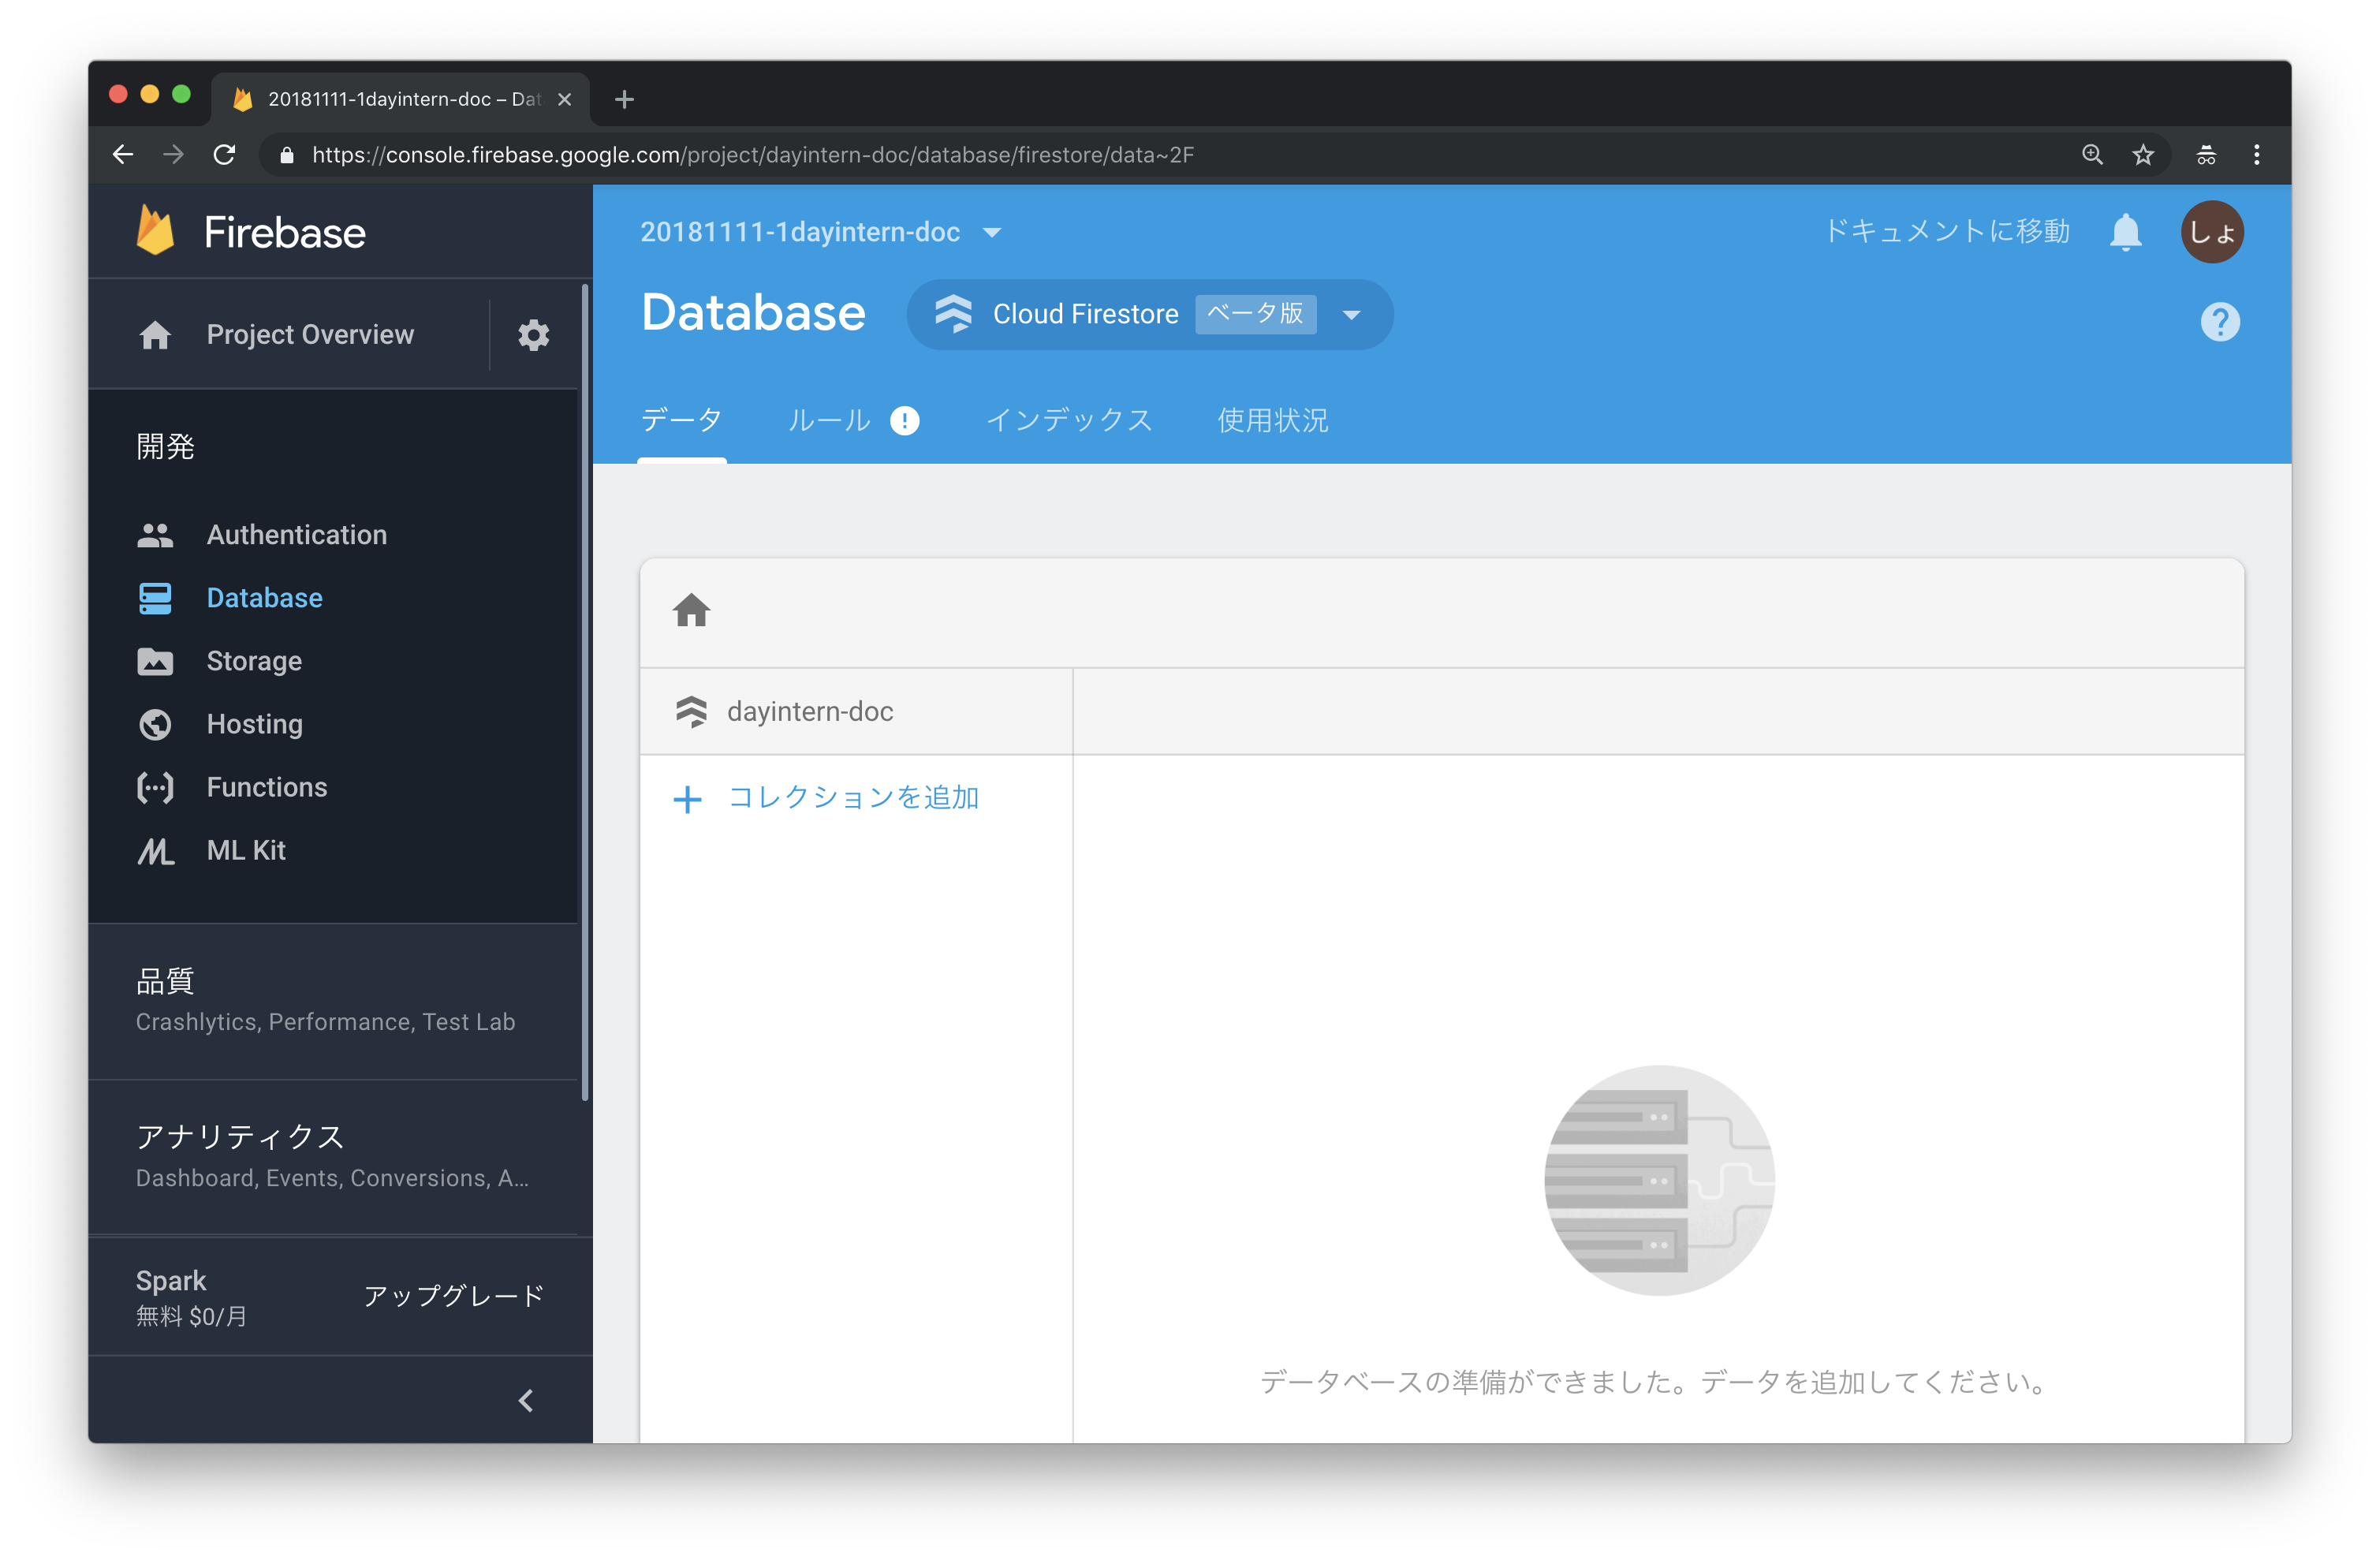 20181111-1dayintern-doc – Dat
https://console.firebase.google.com/project/dayintern-doc/database/firestore/data~2F
Firebase
Project Overview
開発
Authentication
Database
Storage
Hosting
Functions
ML Kit
品質
Crashlytics, Performance, Test Lab
アナリティクス
Dashboard, Events, Conversions, A...
Spark
無料 $0/月
アップグレード
20181111-1dayintern-doc
ドキュメントに移動
しょ
Database
Cloud Firestore
ベータ版
データ
ルール
インデックス
使用状況
dayintern-doc
コレクションを追加
データベースの準備ができました。データを追加してください。